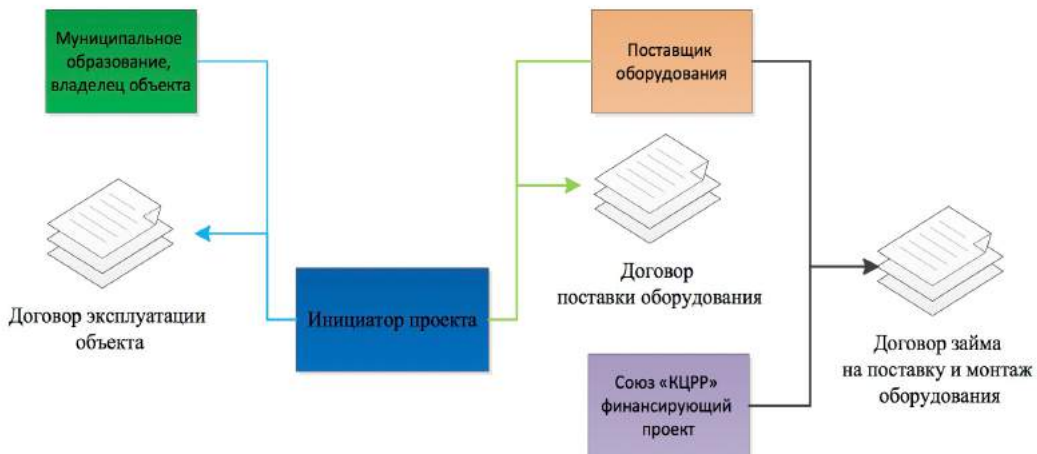 Муниципальное
образование,
владелец объекта
Поставщик
оборудования
Договор эксплуатации
объекта
Инициатор проекта
Договор
поставки оборудования
Союз «КЦРР»
финансирующий
проект
Договор займа
на поставку и монтаж
оборудования